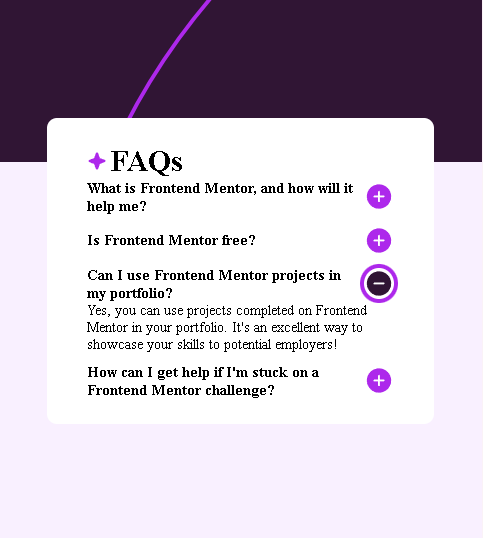 FAQs
What is Frontend Mentor, and how will it
help me?
Is Frontend Mentor free?
Can I use Frontend Mentor projects in
my portfolio?
Yes, you can use projects completed on Frontend
Mentor in your portfolio. It's an excellent way to
showcase your skills to potential employers!
How can I get help if I'm stuck on a
Frontend Mentor challenge?